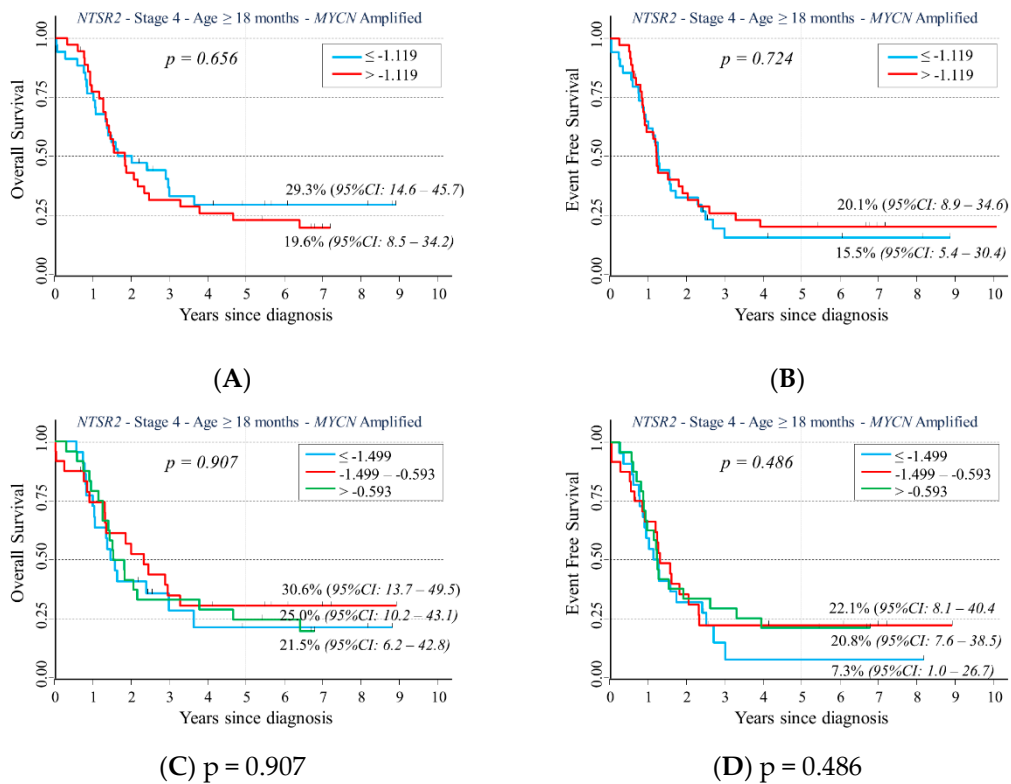 NTSR2 - Stage 4 - Age ≥ 18 months - MYCN Amplified
p = 0.656
≤ -1.119
> -1.119
Overall Survival
1.00
0.75
0.50
0.25
0.00
29.3% (95%CI: 14.6 – 45.7)
19.6% (95%CI: 8.5 – 34.2)
0 1 2 3 4 5 6 7 8 9 10
Years since diagnosis
(A)
NTSR2 - Stage 4 - Age ≥ 18 months - MYCN Amplified
p = 0.724
≤ -1.119
> -1.119
Event Free Survival
1.00
0.75
0.50
0.25
0.00
20.1% (95%CI: 8.9 – 34.6)
15.5% (95%CI: 5.4 – 30.4)
0 1 2 3 4 5 6 7 8 9 10
Years since diagnosis
(B)
NTSR2 - Stage 4 - Age ≥ 18 months - MYCN Amplified
p = 0.907
≤ -1.499
-1.499 – -0.593
> -0.593
Overall Survival
1.00
0.75
0.50
0.25
0.00
30.6% (95%CI: 13.7 – 49.5)
25.0% (95%CI: 10.2 – 43.1)
21.5% (95%CI: 6.2 – 42.8)
0 1 2 3 4 5 6 7 8 9 10
Years since diagnosis
(C) p = 0.907
NTSR2 - Stage 4 - Age ≥ 18 months - MYCN Amplified
p = 0.486
≤ -1.499
-1.499 – -0.593
> -0.593
Event Free Survival
1.00
0.75
0.50
0.25
0.00
22.1% (95%CI: 8.1 – 40.4
20.8% (95%CI: 7.6 – 38.5)
7.3% (95%CI: 1.0 – 26.7)
0 1 2 3 4 5 6 7 8 9 10
Years since diagnosis
(D) p = 0.486